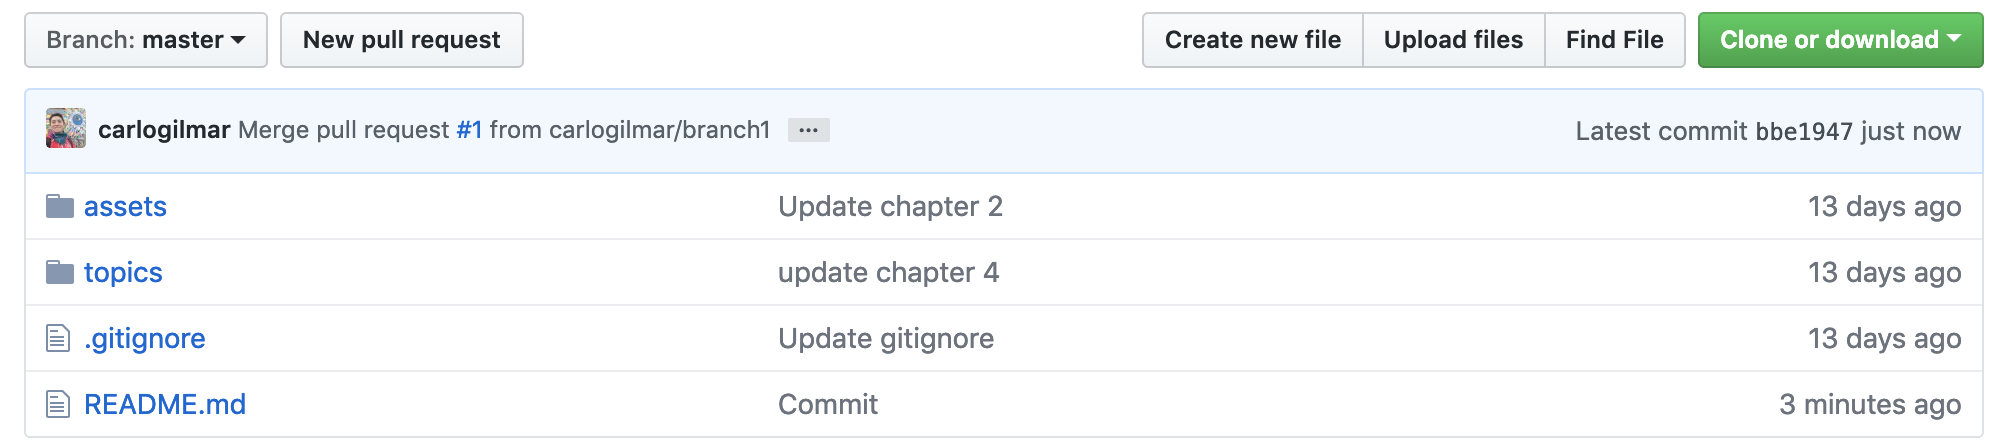 Branch: master New pull request Create new file Upload files Find File Clone or download
carlogilmar Merge pull request #1 from carlogilmar/branch1 ... Latest commit bbe1947 just now
assets Update chapter 2 13 days ago
topics update chapter 4 13 days ago
.gitignore Update gitignore 13 days ago
README.md Commit 3 minutes ago